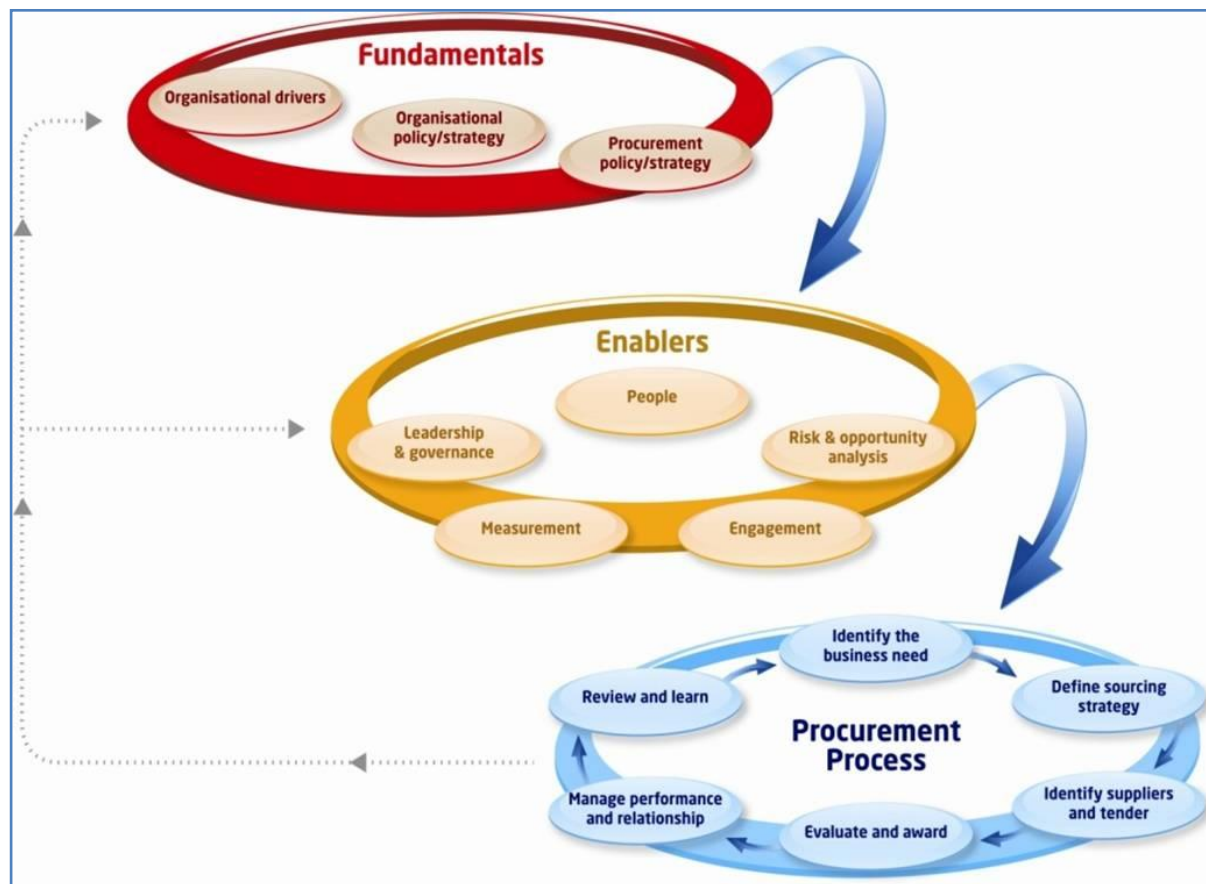 Fundamentals
Organisational drivers
Organisational
policy/strategy
Procurement
policy/strategy
Enablers
People
Leadership
& governance
Risk & opportunity
analysis
Measurement
Engagement
Identify the
business need
Review and learn
Define sourcing
strategy
Procurement
Process
Manage performance
and relationship
Identify suppliers
and tender
Evaluate and award